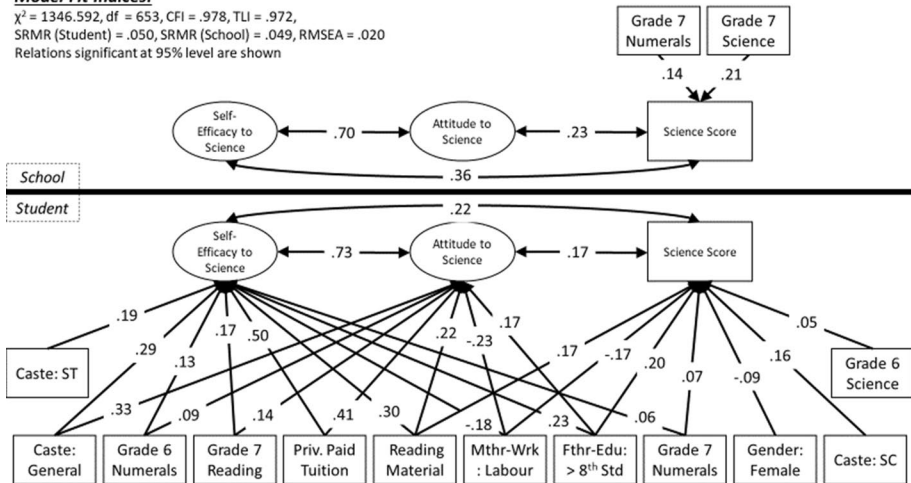 Model Fit Indices:
χ² = 1346.592, df = 653, CFI = .978, TLI = .972,
SRMR (Student) = .050, SRMR (School) = .049, RMSEA = .020
Relations significant at 95% level are shown
Grade 7
Numerals
Grade 7
Science
.14
.21
Self-
Efficacy to
Science
.70
Attitude to
Science
.23
Science Score
.36
School
Student
.22
Self-
Efficacy to
Science
.73
Attitude to
Science
.17
Science Score
.19
.29
.13
.17
.50
.22
-.23
.17
.17
-.17
.20
.07
-.09
.16
.05
Caste: ST
Grade 6
Science
.33
.09
.14
.41
.30
-.18
.23
.06
Caste:
General
Grade 6
Numerals
Grade 7
Reading
Priv. Paid
Tuition
Reading
Material
Mthr-Wrk
: Labour
Fthr-Edu:
> 8th Std
Grade 7
Numerals
Gender:
Female
Caste: SC